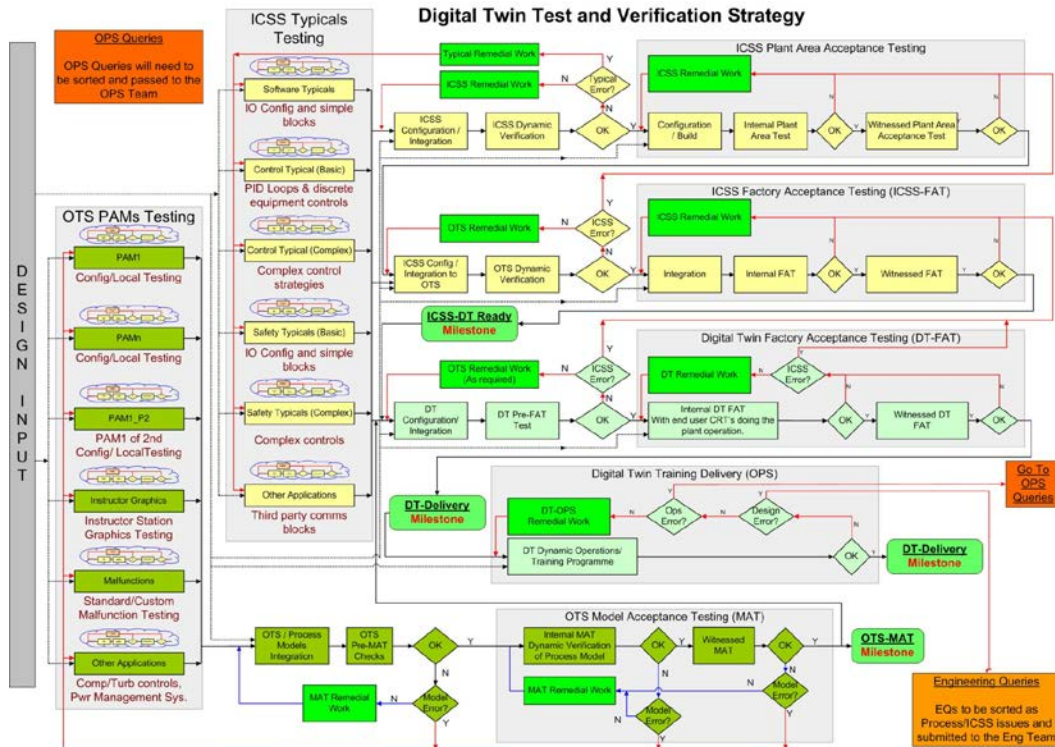 Digital Twin Test and Verification Strategy
DESIGN INPUT
OPS Queries
OPS Queries will need to
be sorted and passed to the
OPS Team
ICSS Typicals
Testing
Software Typicals
IO Config and simple
blocks
Control Typical (Basic)
PID Loops & discrete
equipment controls
Control Typical (Complex)
Complex control
strategies
Safety Typicals (Basic)
IO Config and simple
blocks
Safety Typicals (Complex)
Complex controls
Other Applications
Third party comms
blocks
OTS PAMs Testing
PAM1
Config/Local Testing
PAMn
Config/Local Testing
PAM1_P2
PAM1 of 2nd
Config/ LocalTesting
Instructor Graphics
Instructor Station
Graphics Testing
Malfunctions
Standard/Custom
Malfunction Testing
Other Applications
Comp/Turb controls,
Pwr Management Sys.
Typical Remedial Work
ICSS Remedial Work
N
Y
Typical
Error?
N
ICSS
Configuration /
Integration
ICSS Dynamic
Verification
OK
Y
ICSS Plant Area Acceptance Testing
ICSS Remedial Work
N
N
Configuration
/ Build
Internal Plant
Area Test
OK
Y
Witnessed Plant Area
Acceptance Test
Y
OK
Y
OTS Remedial Work
N
Y
ICSS
Error?
N
ICSS Config /
Integration to
OTS
OTS Dynamic
Verification
OK
Y
ICSS Factory Acceptance Testing (ICSS-FAT)
ICSS Remedial Work
N
N
Integration
Internal FAT
OK
Y
Witnessed FAT
Y
OK
Y
ICSS-DT Ready
Milestone
OTS Remedial Work
(As required)
N
Y
ICSS
Error?
N
DT
Configuration/
Integration
DT Pre-FAT
Test
OK
Y
Digital Twin Factory Acceptance Testing (DT-FAT)
DT Remedial Work
N
Y
ICSS
Error?
N
N
Internal DT FAT
With end user CRT's doing the
plant operation.
OK
Y
Witnessed DT
FAT
Y
OK
Y
DT-Delivery
Milestone
Digital Twin Training Delivery (OPS)
DT-OPS
Remedial Work
N
Y
Ops
Error?
N
Y
Design
Error?
N
DT Dynamic Operations/
Training Programme
OK
Y
DT-Delivery
Milestone
Go To
OPS
Queries
OTS / Process
Models
Integration
OTS
Pre-MAT
Checks
OK
Y
N
MAT Remedial
Work
N
Model
Error?
Y
OTS Model Acceptance Testing (MAT)
Internal MAT
Dynamic Verification
of Process Model
OK
Y
Witnessed
MAT
Y
OK
Y
N
N
MAT Remedial Work
N
Model
Error?
Y
N
Model
Error?
Y
OTS-MAT
Milestone
Engineering Queries
EQs to be sorted as
Process/ICSS issues and
submitted to the Eng Team